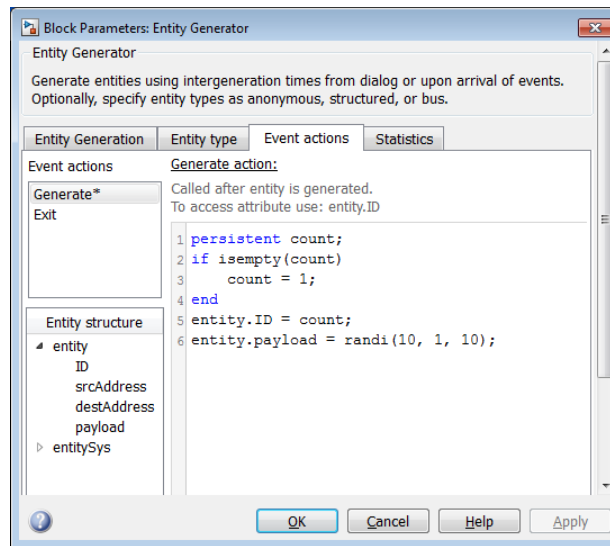 Block Parameters: Entity Generator
Entity Generator
Generate entities using intergeneration times from dialog or upon arrival of events.
Optionally, specify entity types as anonymous, structured, or bus.
Entity Generation Entity type Event actions Statistics
Event actions
Generate*
Exit
Entity structure
entity
ID
srcAddress
destAddress
payload
entitySys
Generate action:
Called after entity is generated.
To access attribute use: entity.ID
1 persistent count;
2 if isempty(count)
3     count = 1;
4 end
5 entity.ID = count;
6 entity.payload = randi(10, 1, 10);
OK Cancel Help Apply